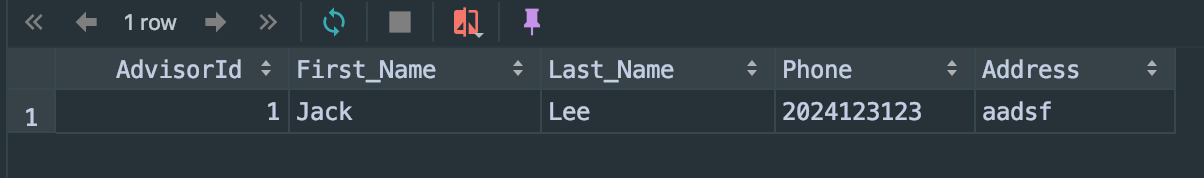 1 row
AdvisorId First_Name Last_Name Phone Address
1 1 Jack Lee 2024123123 aadsf